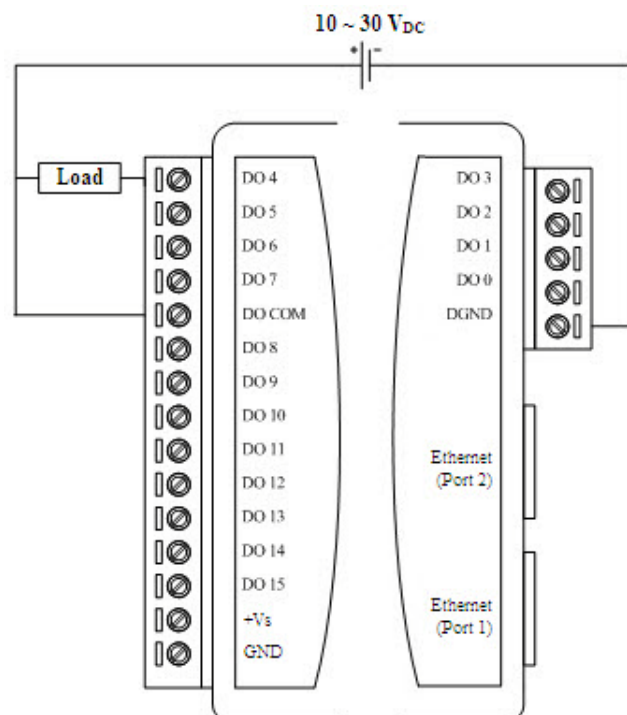 10 ~ 30 VDC
+ -
Load
DO 4
DO 5
DO 6
DO 7
DO COM
DO 8
DO 9
DO 10
DO 11
DO 12
DO 13
DO 14
DO 15
+Vs
GND
DO 3
DO 2
DO 1
DO 0
DGND
Ethernet
(Port 2)
Ethernet
(Port 1)